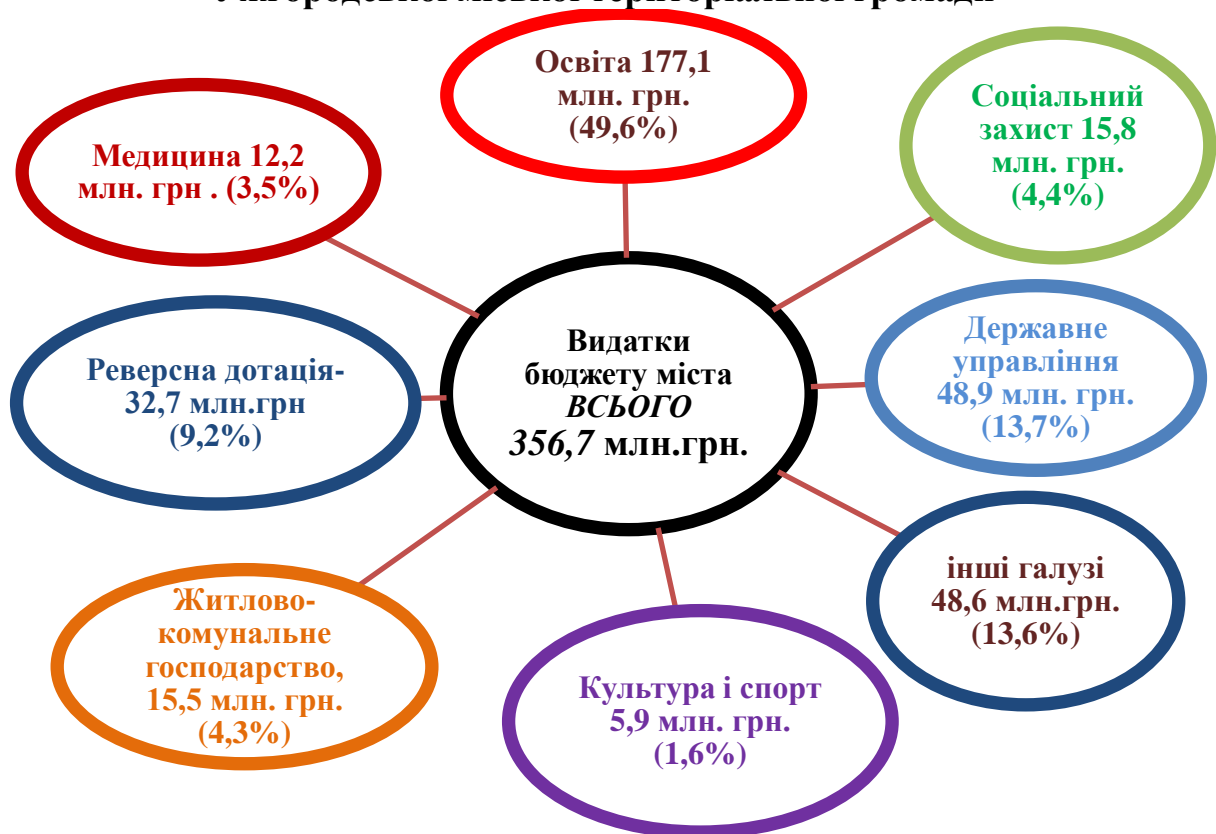 міської територіальної громади
Освіта 177,1
млн. грн.
(49,6%)
Соціальний
захист 15,8
млн. грн.
(4,4%)
Медицина 12,2
млн. грн . (3,5%)
Державне
управління
48,9 млн. грн.
(13,7%)
Видатки
бюджету міста
ВСЬОГО
356,7 млн.грн.
Реверсна дотація-
32,7 млн.грн
(9,2%)
інші галузі
48,6 млн.грн.
(13,6%)
Житлово-
комунальне
господарство,
15,5 млн. грн.
(4,3%)
Культура і спорт
5,9 млн. грн.
(1,6%)